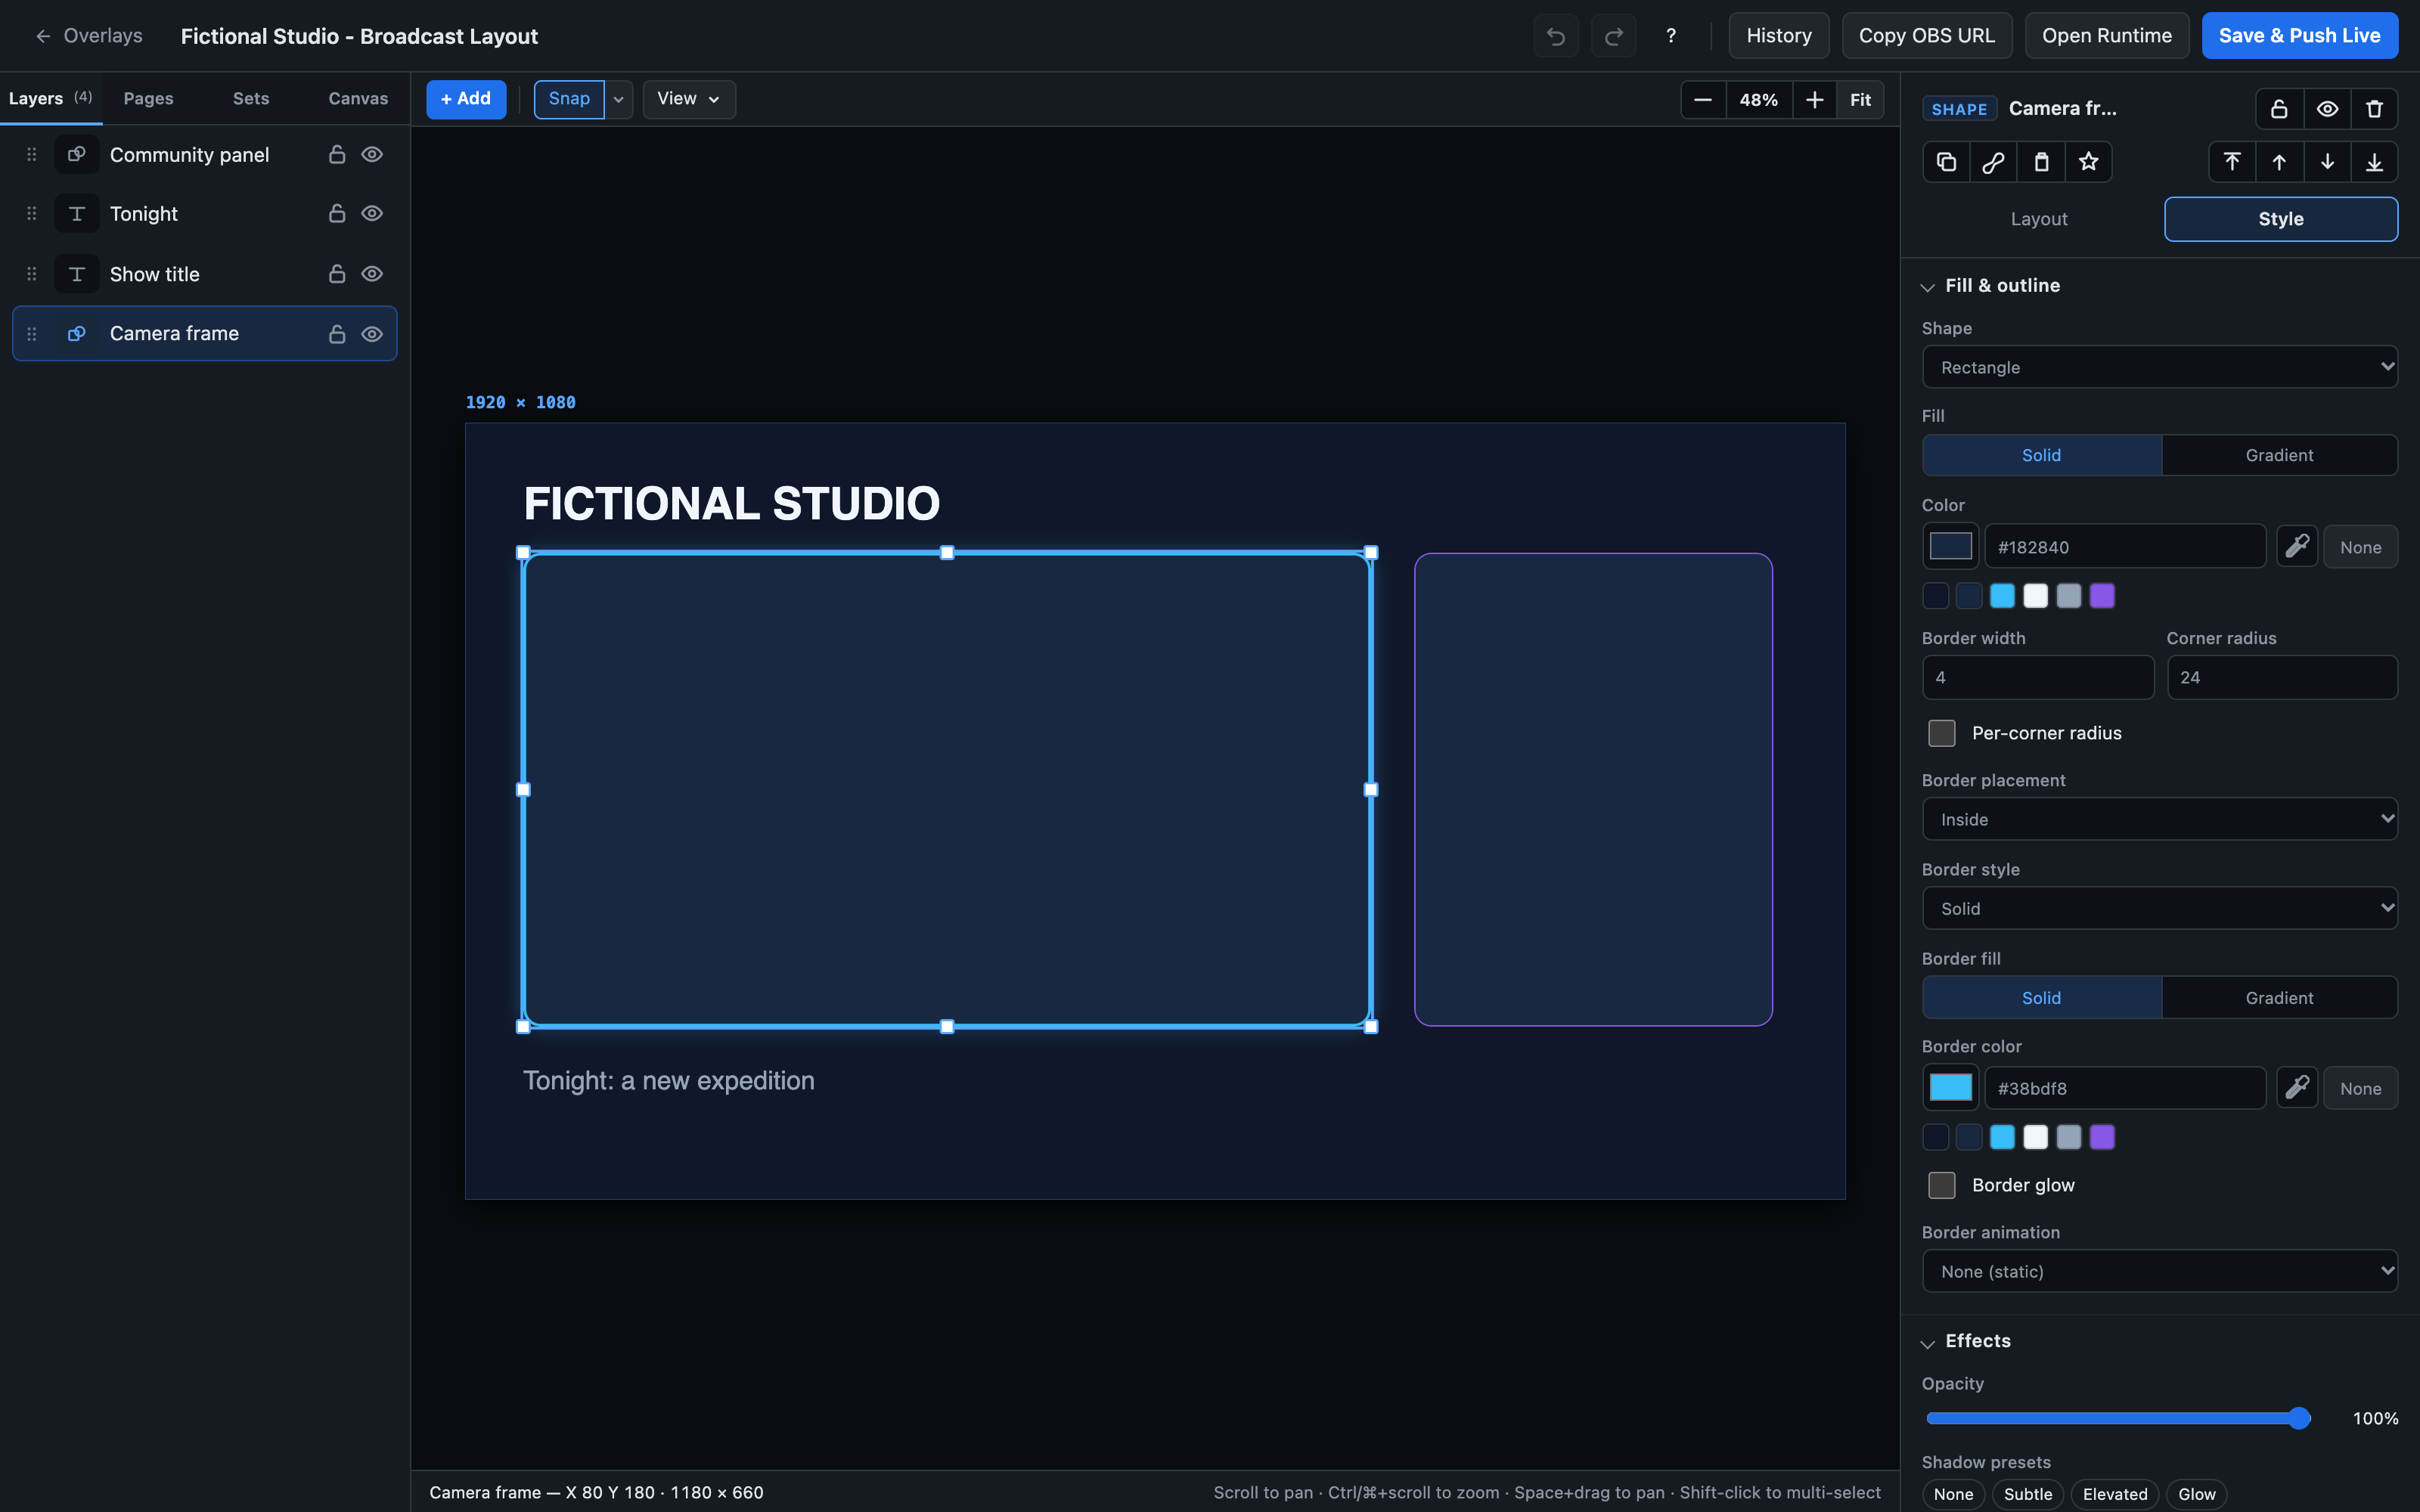 Overlays
Fictional Studio - Broadcast Layout
?
History
Copy OBS URL
Open Runtime
Save & Push Live
Layers (4)
Pages
Sets
Canvas
Community panel
Tonight
Show title
Camera frame
+ Add
Snap
View
48%
Fit
1920 × 1080
FICTIONAL STUDIO
Tonight: a new expedition
Camera frame — X 80 Y 180 · 1180 × 660
Scroll to pan · Ctrl/⌘+scroll to zoom · Space+drag to pan · Shift-click to multi-select
SHAPE
Camera fr...
Layout
Style
Fill & outline
Shape
Rectangle
Fill
Solid
Gradient
Color
#182840
None
Border width
Corner radius
4
24
Per-corner radius
Border placement
Inside
Border style
Solid
Border fill
Solid
Gradient
Border color
#38bdf8
None
Border glow
Border animation
None (static)
Effects
Opacity
100%
Shadow presets
None
Subtle
Elevated
Glow